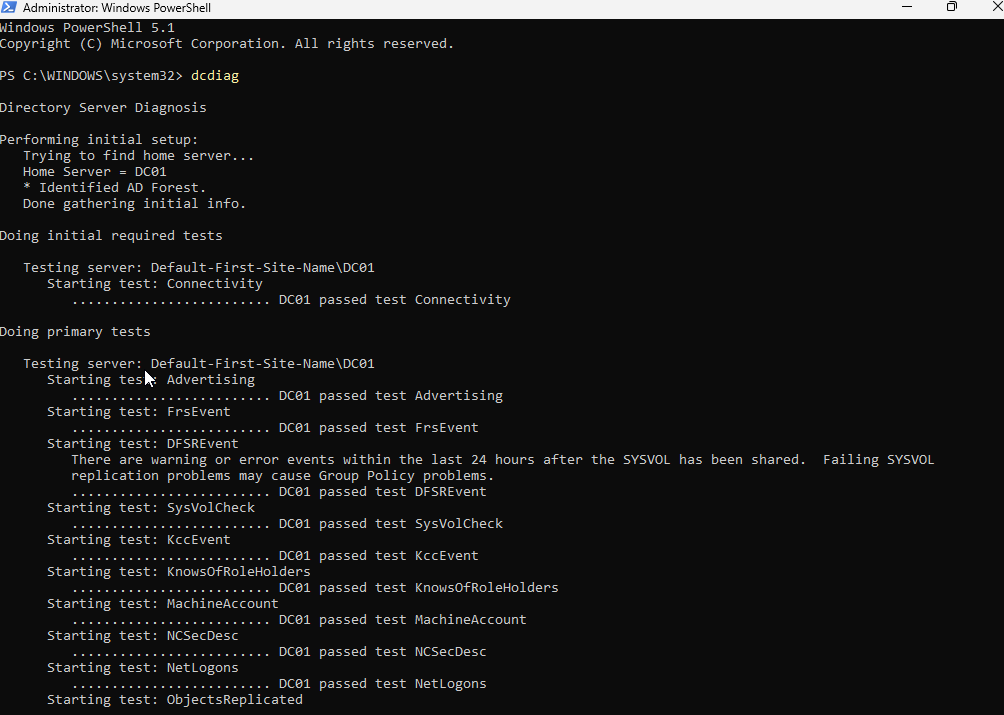 Administrator: Windows PowerShell
Windows PowerShell 5.1
Copyright (C) Microsoft Corporation. All rights reserved.
PS C:\WINDOWS\system32> dcdiag
Directory Server Diagnosis
Performing initial setup:
Trying to find home server...
Home Server = DC01
* Identified AD Forest.
Done gathering initial info.
Doing initial required tests
Testing server: Default-First-Site-Name\DC01
Starting test: Connectivity
......................... DC01 passed test Connectivity
Doing primary tests
Testing server: Default-First-Site-Name\DC01
Starting test: Advertising
......................... DC01 passed test Advertising
Starting test: FrsEvent
......................... DC01 passed test FrsEvent
Starting test: DFSREvent
There are warning or error events within the last 24 hours after the SYSVOL has been shared.  Failing SYSVOL
replication problems may cause Group Policy problems.
......................... DC01 passed test DFSREvent
Starting test: SysVolCheck
......................... DC01 passed test SysVolCheck
Starting test: KccEvent
......................... DC01 passed test KccEvent
Starting test: KnowsOfRoleHolders
......................... DC01 passed test KnowsOfRoleHolders
Starting test: MachineAccount
......................... DC01 passed test MachineAccount
Starting test: NCSecDesc
......................... DC01 passed test NCSecDesc
Starting test: NetLogons
......................... DC01 passed test NetLogons
Starting test: ObjectsReplicated